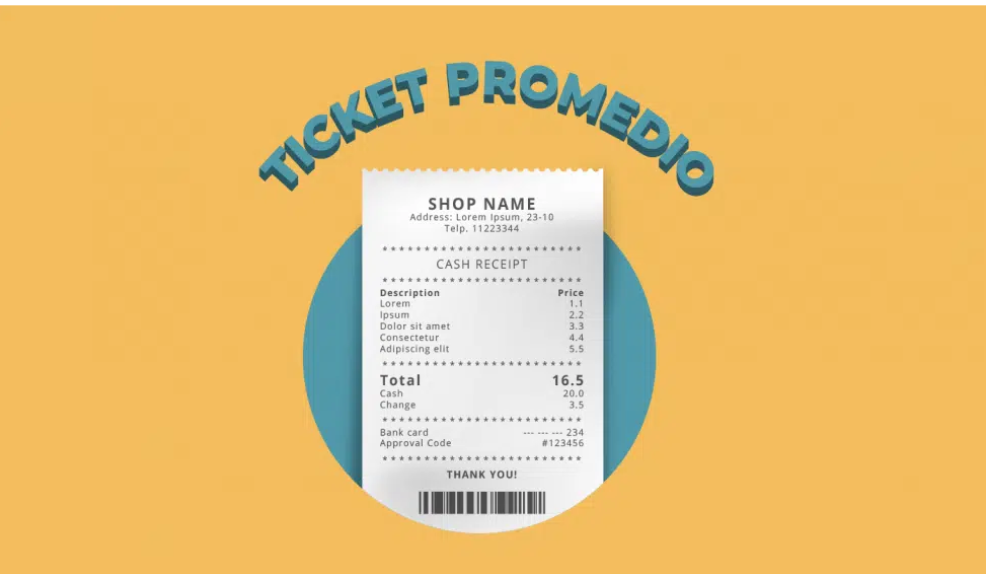 TICKET PROMEDIO
SHOP NAME
Address: Lorem Ipsum, 23-10
Telp. 11223344
************************
CASH RECEIPT
************************
Description Price
Lorem 1.1
Ipsum 2.2
Dolor sit amet 3.3
Consectetur 4.4
Adipiscing elit 5.5
************************
Total 16.5
Cash 20.0
Change 3.5
************************
Bank card --- --- --- 234
Approval Code #123456
************************
THANK YOU!